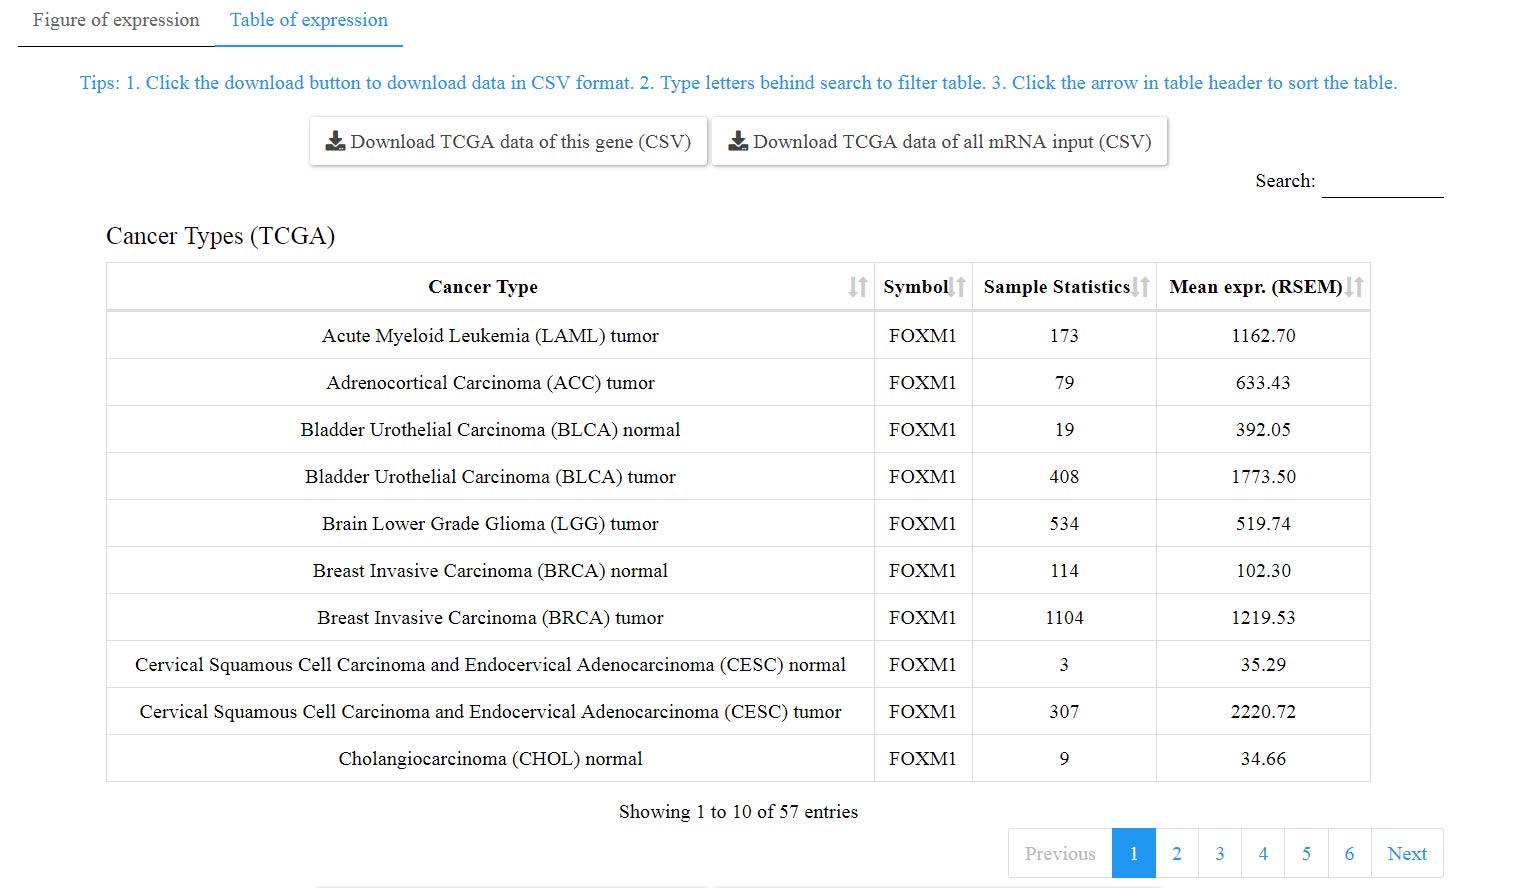 Figure of expression Table of expression
Tips: 1. Click the download button to download data in CSV format. 2. Type letters behind search to filter table. 3. Click the arrow in table header to sort the table.
Download TCGA data of this gene (CSV) Download TCGA data of all mRNA input (CSV)
Search:
Cancer Types (TCGA)
Cancer Type Symbol Sample Statistics Mean expr. (RSEM)
Acute Myeloid Leukemia (LAML) tumor FOXM1 173 1162.70
Adrenocortical Carcinoma (ACC) tumor FOXM1 79 633.43
Bladder Urothelial Carcinoma (BLCA) normal FOXM1 19 392.05
Bladder Urothelial Carcinoma (BLCA) tumor FOXM1 408 1773.50
Brain Lower Grade Glioma (LGG) tumor FOXM1 534 519.74
Breast Invasive Carcinoma (BRCA) normal FOXM1 114 102.30
Breast Invasive Carcinoma (BRCA) tumor FOXM1 1104 1219.53
Cervical Squamous Cell Carcinoma and Endocervical Adenocarcinoma (CESC) normal FOXM1 3 35.29
Cervical Squamous Cell Carcinoma and Endocervical Adenocarcinoma (CESC) tumor FOXM1 307 2220.72
Cholangiocarcinoma (CHOL) normal FOXM1 9 34.66
Showing 1 to 10 of 57 entries
Previous 1 2 3 4 5 6 Next